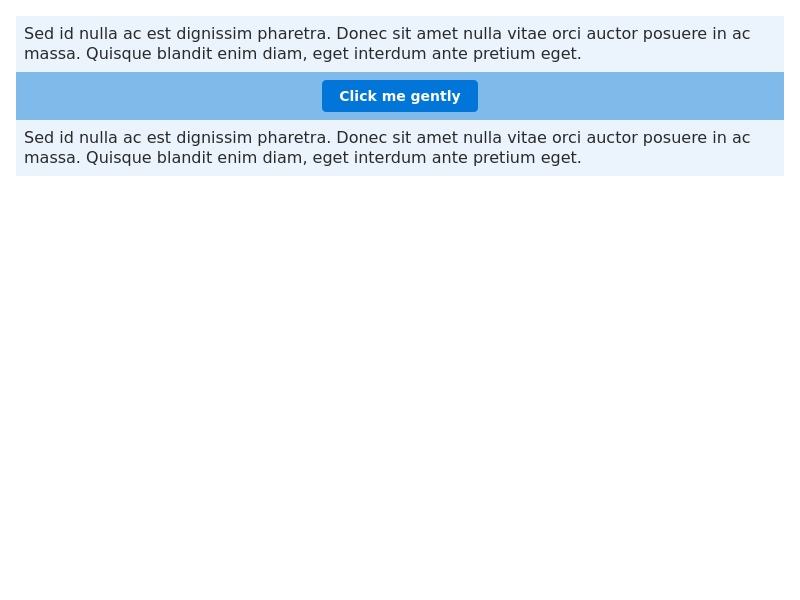 Sed id nulla ac est dignissim pharetra. Donec sit amet nulla vitae orci auctor posuere in ac
massa. Quisque blandit enim diam, eget interdum ante pretium eget.
Click me gently
Sed id nulla ac est dignissim pharetra. Donec sit amet nulla vitae orci auctor posuere in ac
massa. Quisque blandit enim diam, eget interdum ante pretium eget.